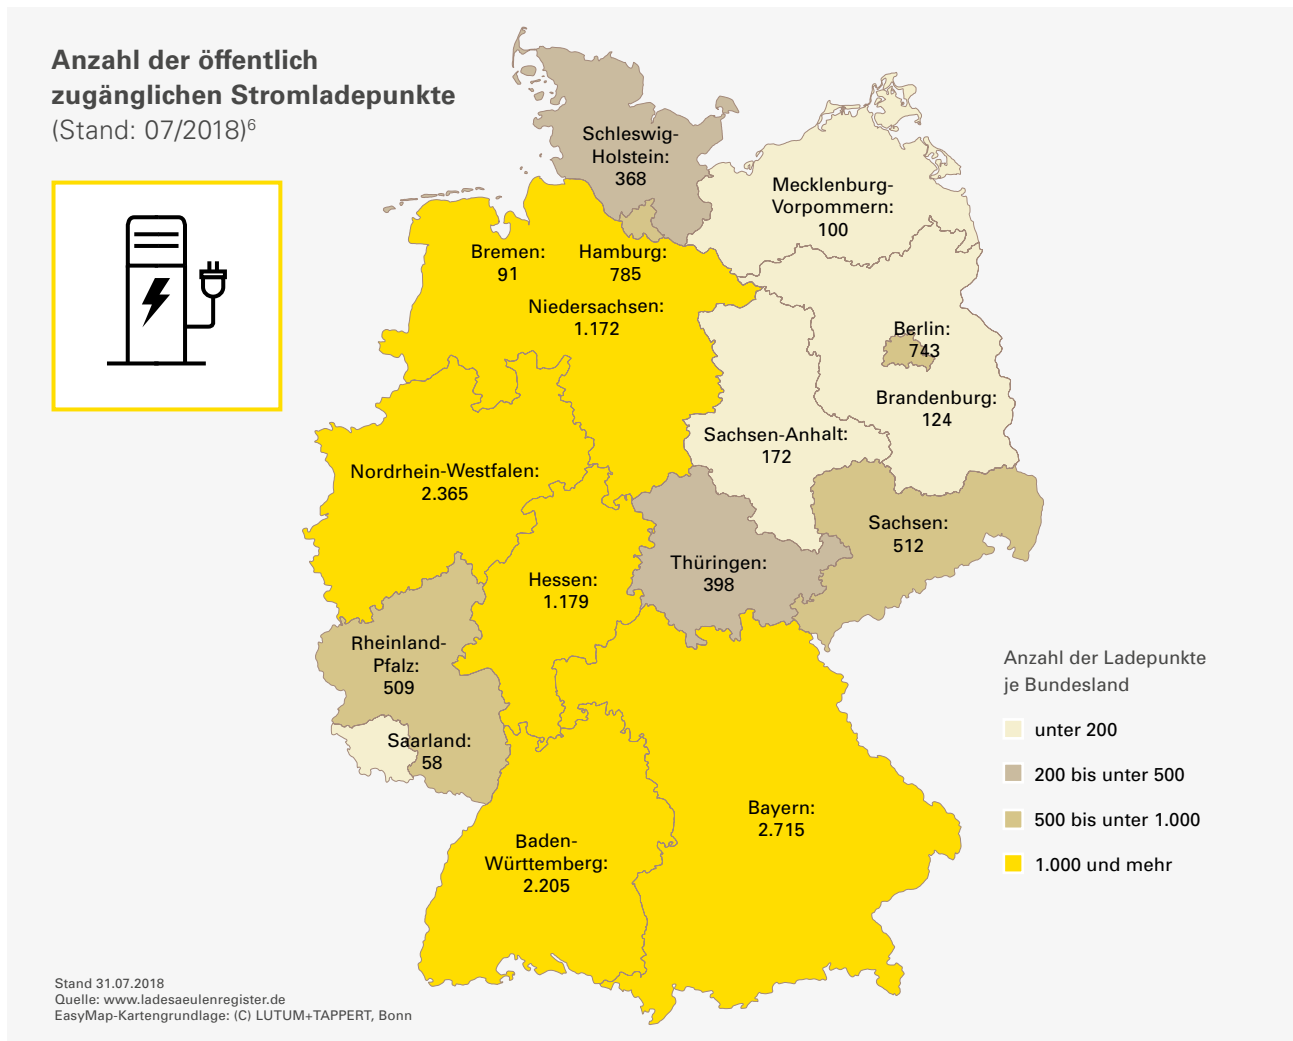 Anzahl der öffentlich
zugänglichen Stromladepunkte
(Stand: 07/2018)⁶
Schleswig-
Holstein:
368
Mecklenburg-
Vorpommern:
100
Bremen:
91
Hamburg:
785
Niedersachsen:
1.172
Berlin:
743
Brandenburg:
124
Sachsen-Anhalt:
172
Nordrhein-Westfalen:
2.365
Sachsen:
512
Thüringen:
398
Hessen:
1.179
Rheinland-
Pfalz:
509
Saarland:
58
Bayern:
2.715
Baden-
Württemberg:
2.205
Anzahl der Ladepunkte
je Bundesland
unter 200
200 bis unter 500
500 bis unter 1.000
1.000 und mehr
Stand 31.07.2018
Quelle: www.ladesaeulenregister.de
EasyMap-Kartengrundlage: (C) LUTUM+TAPPERT, Bonn